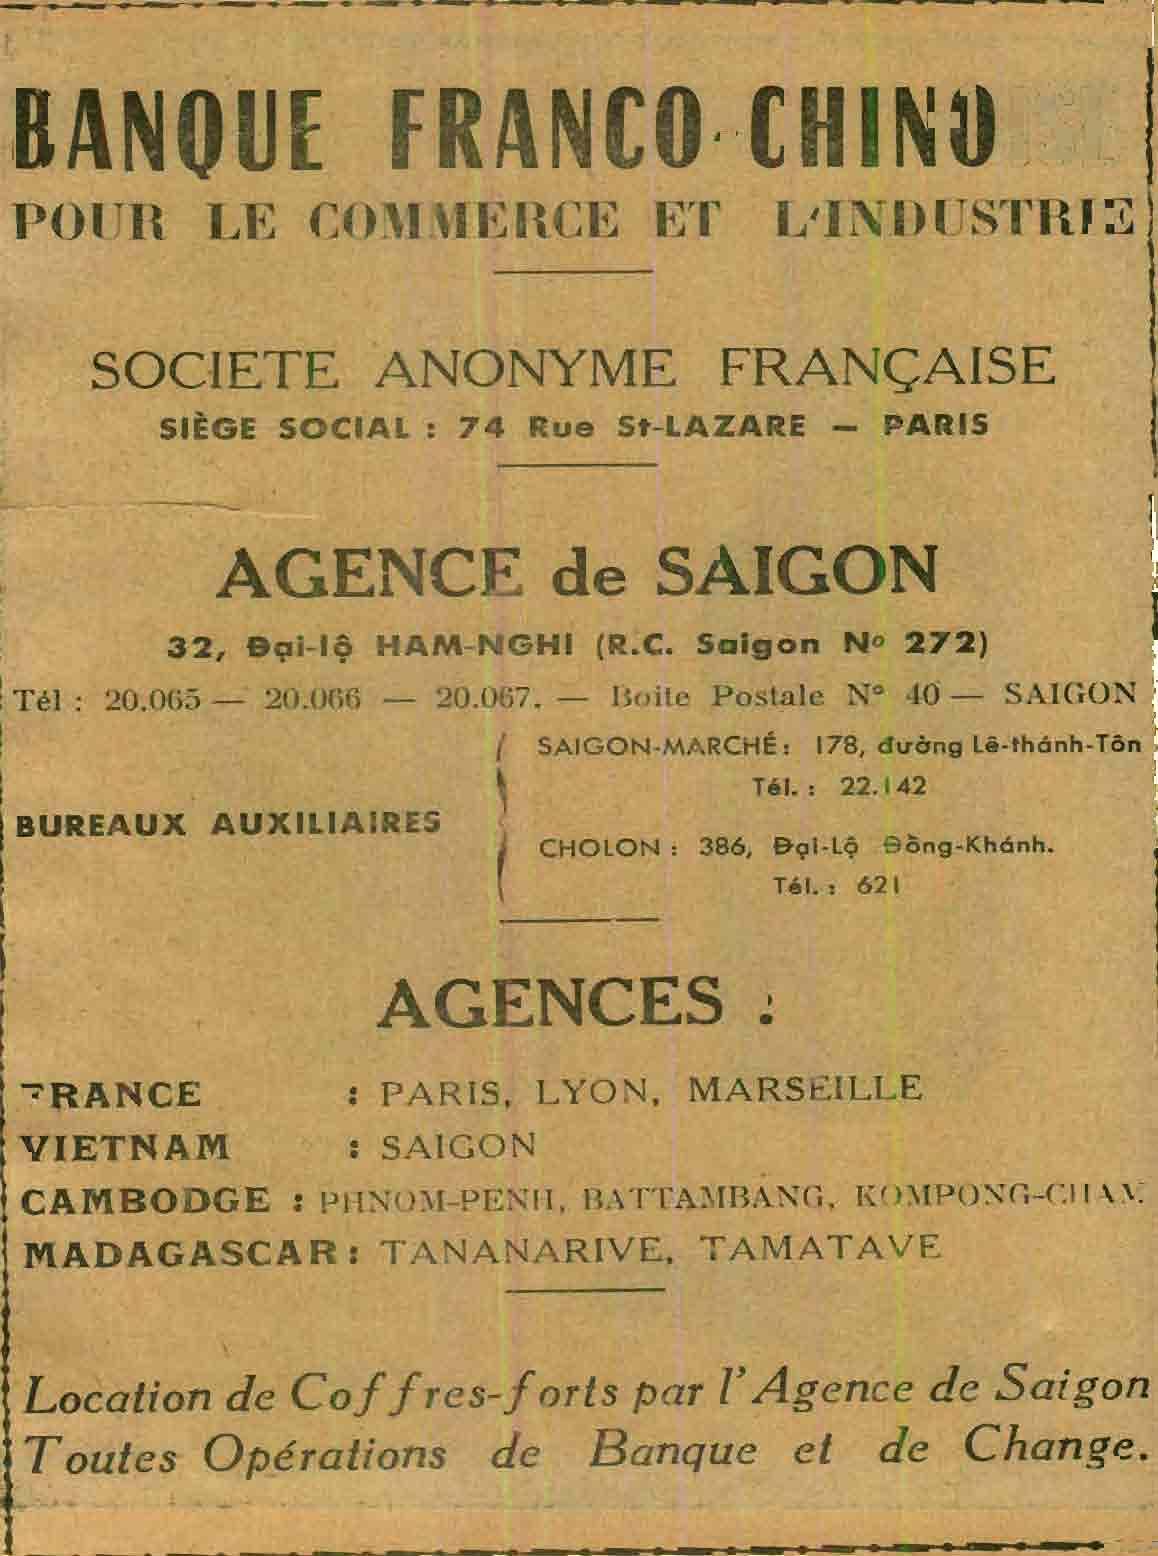 BANQUE FRANCO-CHINOISE
POUR LE COMMERCE ET L'INDUSTRIE
SOCIETE ANONYME FRANÇAISE
SIÈGE SOCIAL : 74 Rue St-LAZARE — PARIS
AGENCE de SAIGON
32, Đại-lộ HAM-NGHI (R.C. Saigon Nº 272)
Tél : 20.065 — 20.066 — 20.067. — Boite Postale Nº 40 — SAIGON
BUREAUX AUXILIAIRES
SAIGON-MARCHÉ : 178, đường Lê-thánh-Tôn
Tél. : 22.142
CHOLON : 386, Đại-Lộ Đồng-Khánh.
Tél. : 621
AGENCES :
FRANCE : PARIS, LYON, MARSEILLE
VIETNAM : SAIGON
CAMBODGE : PHNOM-PENH, BATTAMBANG, KOMPONG-CHAM
MADAGASCAR : TANANARIVE, TAMATAVE
Location de Coffres-forts par l'Agence de Saigon
Toutes Opérations de Banque et de Change.